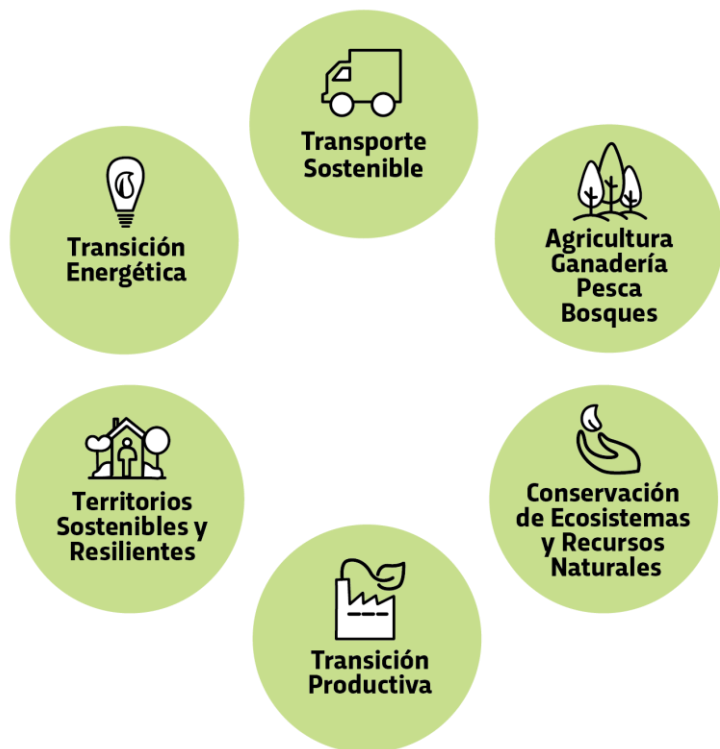 Transporte
Sostenible
Transición
Energética
Agricultura
Ganadería
Pesca
Bosques
Territorios
Sostenibles y
Resilientes
Conservación
de Ecosistemas
y Recursos
Naturales
Transición
Productiva